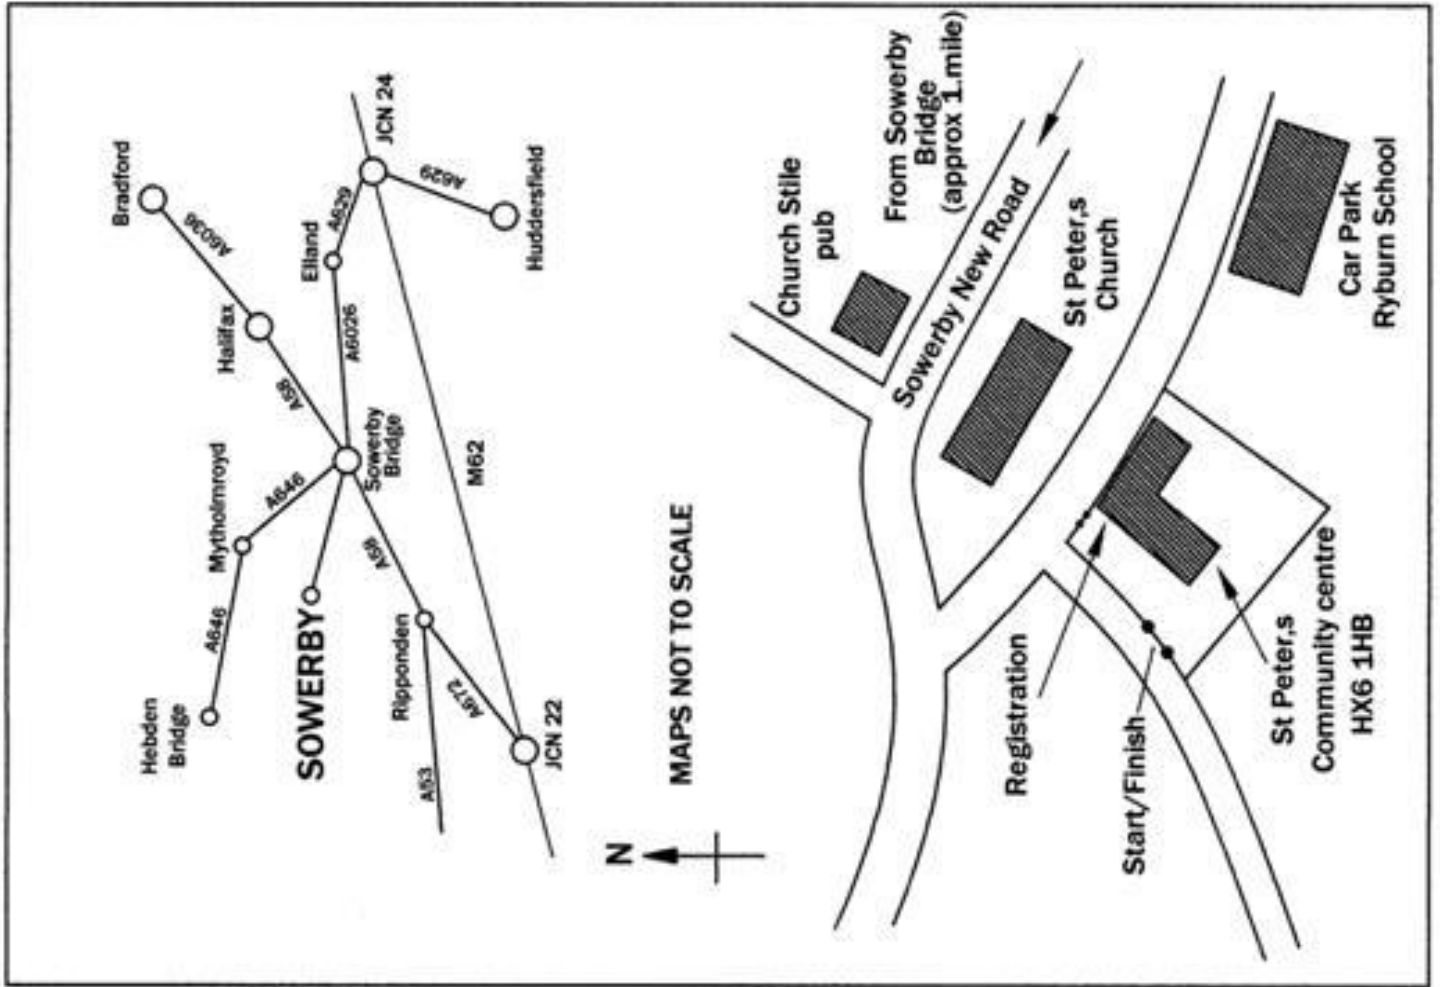 Bradford
A6036
Halifax
A58
Mytholmroyd
A646
A646
Hebden
Bridge
SOWERBY
Sowerby
Bridge
A6026
Elland
A629
JCN 24
A629
Huddersfield
M62
A58
Ripponden
A672
A53
JCN 22
N
MAPS NOT TO SCALE
Church Stile
pub
From Sowerby
Bridge
(approx 1.mile)
Sowerby New Road
St Peter,s
Church
Car Park
Ryburn School
Registration
Start/Finish
St Peter,s
Community centre
HX6 1HB